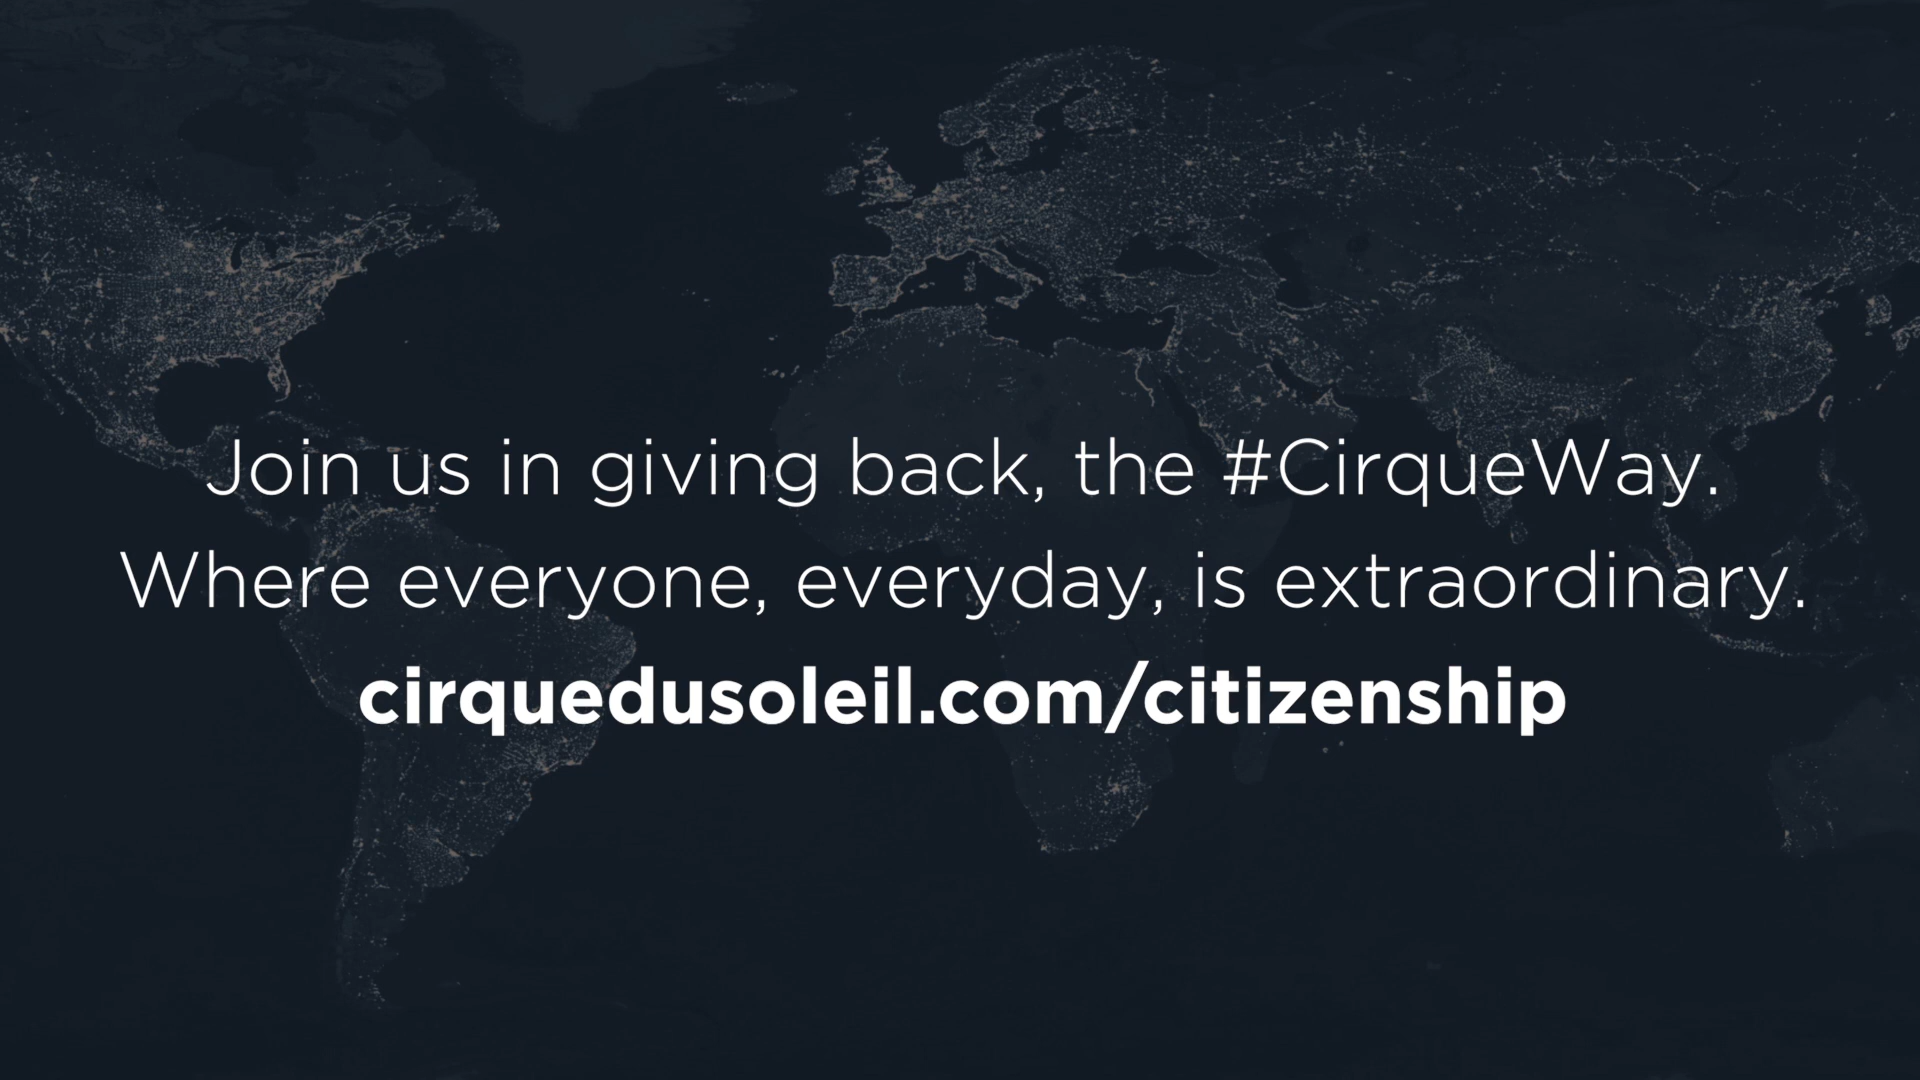 Join us in giving back, the #CirqueWay.
Where everyone, everyday, is extraordinary.
cirquedusoleil.com/citizenship